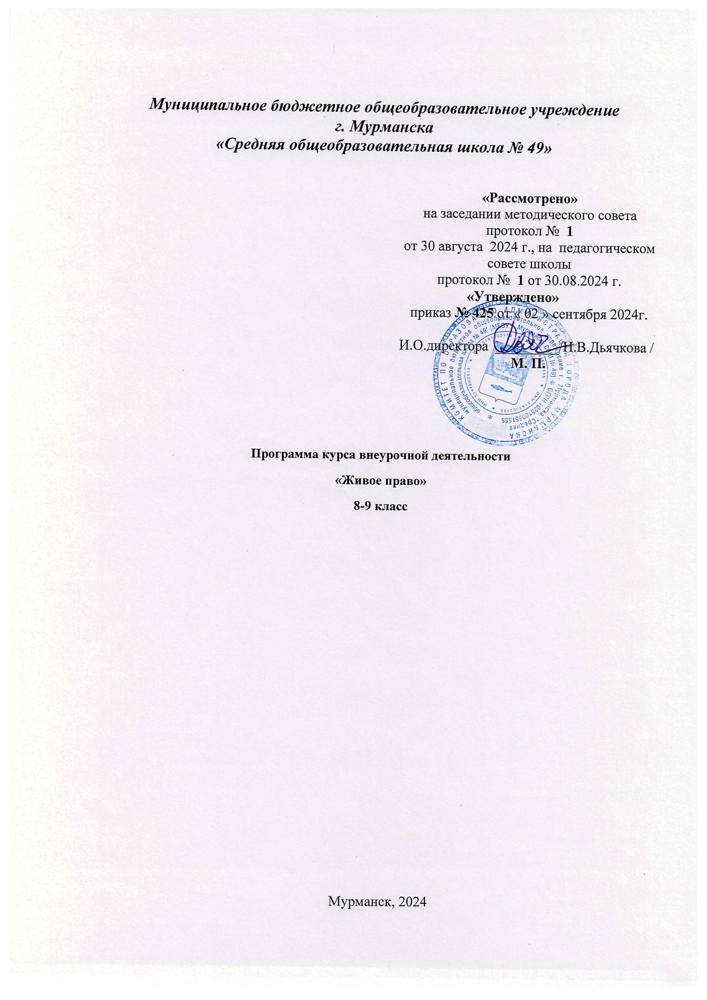 Муниципальное бюджетное общеобразовательное учреждение
г. Мурманска
«Средняя общеобразовательная школа № 49»
«Рассмотрено»
на заседании методического совета
протокол № 1
от 30 августа 2024 г., на педагогическом
совете школы
протокол № 1 от 30.08.2024 г.
«Утверждено»
приказ № 425 от « 02 » сентября 2024г.
И.О.директора /Н.В.Дьячкова /
М. П.
КОМИТЕТ ПО ОБРАЗОВАНИЮ АДМИНИСТРАЦИИ ГОРОДА МУРМАНСКА
муниципальное бюджетное общеобразовательное учреждение г. Мурманска "Средняя
общеобразовательная школа № 49" (МБОУ г. Мурманска СОШ № 49) * ОГРН 1025100851555 *
Программа курса внеурочной деятельности
«Живое право»
8-9 класс
Мурманск, 2024